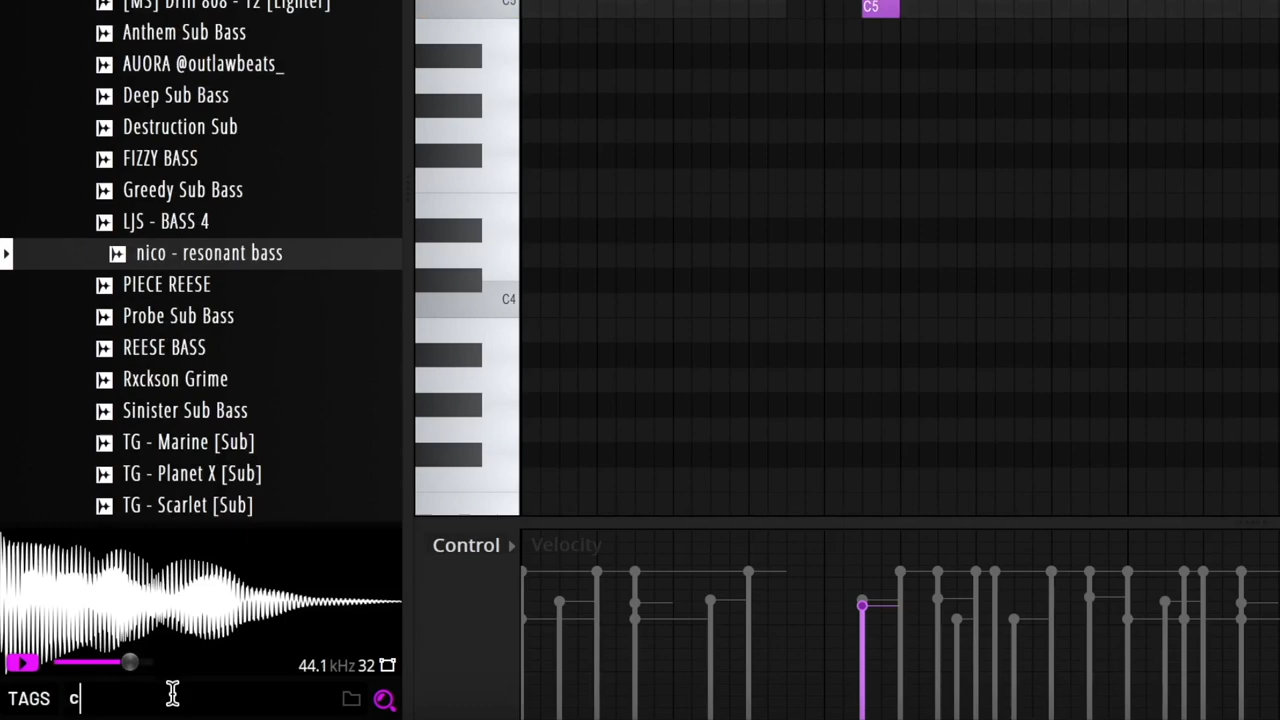 [MS] Drill 808 - 12 [Lighter]
Anthem Sub Bass
AUORA @outlawbeats_
Deep Sub Bass
Destruction Sub
FIZZY BASS
Greedy Sub Bass
LJS - BASS 4
nico - resonant bass
PIECE REESE
Probe Sub Bass
REESE BASS
Rxckson Grime
Sinister Sub Bass
TG - Marine [Sub]
TG - Planet X [Sub]
TG - Scarlet [Sub]
44.1 kHz 32
TAGS c
C5
C5
C4
Control Velocity